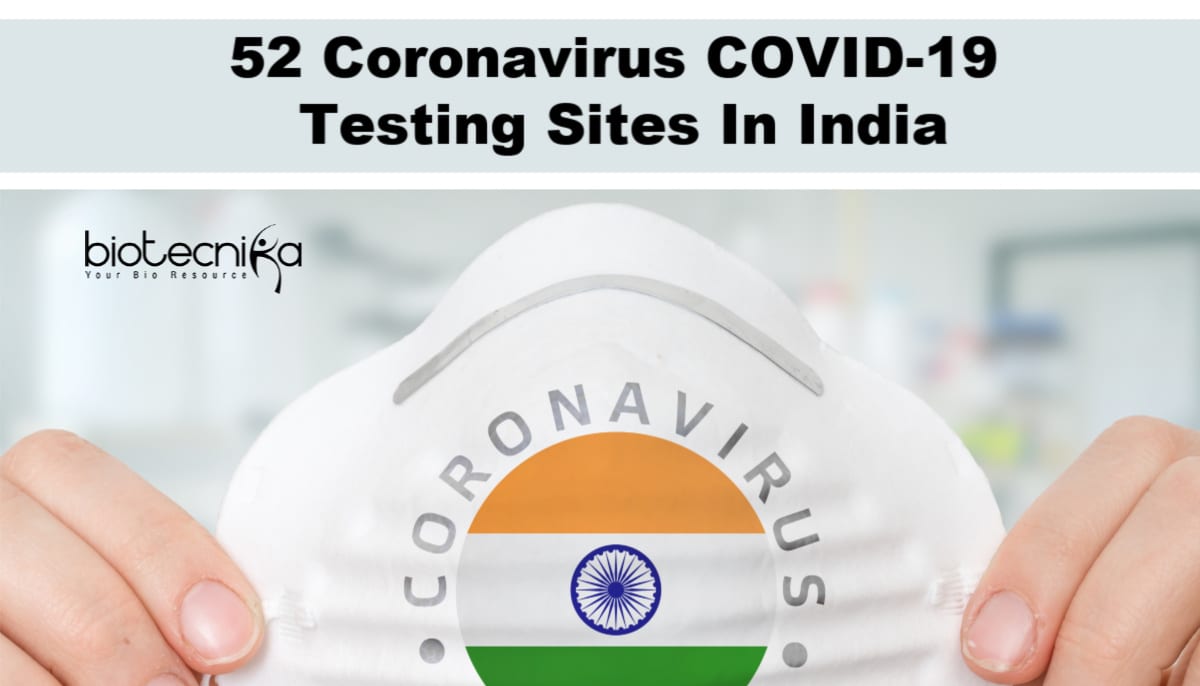 52 Coronavirus COVID-19
Testing Sites In India
biotecnika
Your Bio Resource
• CORONAVIRUS •